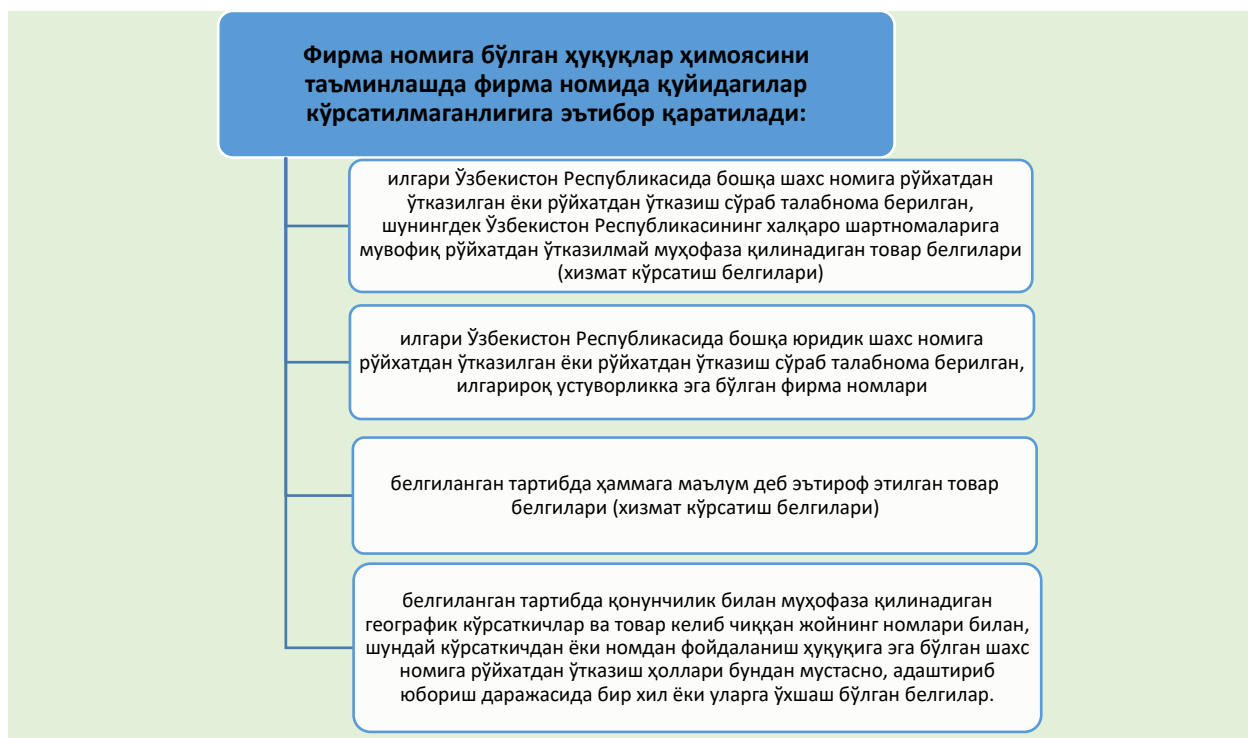 Фирма номига бўлган ҳуқуқлар ҳимоясини
таъминлашда фирма номида қуйидагилар
кўрсатилмаганлигига эътибор қаратилади:
илгари Ўзбекистон Республикасида бошқа шахс номига рўйхатдан
ўтказилган ёки рўйхатдан ўтказиш сўраб талабнома берилган,
шунингдек Ўзбекистон Республикасининг халқаро шартномаларига
мувофиқ рўйхатдан ўтказилмай муҳофаза қилинадиган товар белгилари
(хизмат кўрсатиш белгилари)
илгари Ўзбекистон Республикасида бошқа юридик шахс номига
рўйхатдан ўтказилган ёки рўйхатдан ўтказиш сўраб талабнома берилган,
илгарироқ устуворликка эга бўлган фирма номлари
белгиланган тартибда ҳаммага маълум деб эътироф этилган товар
белгилари (хизмат кўрсатиш белгилари)
белгиланган тартибда қонунчилик билан муҳофаза қилинадиган
географик кўрсаткичлар ва товар келиб чиққан жойнинг номлари билан,
шундай кўрсаткичдан ёки номдан фойдаланиш ҳуқуқига эга бўлган шахс
номига рўйхатдан ўтказиш ҳоллари бундан мустасно, адаштириб
юбориш даражасида бир хил ёки уларга ўхшаш бўлган белгилар.